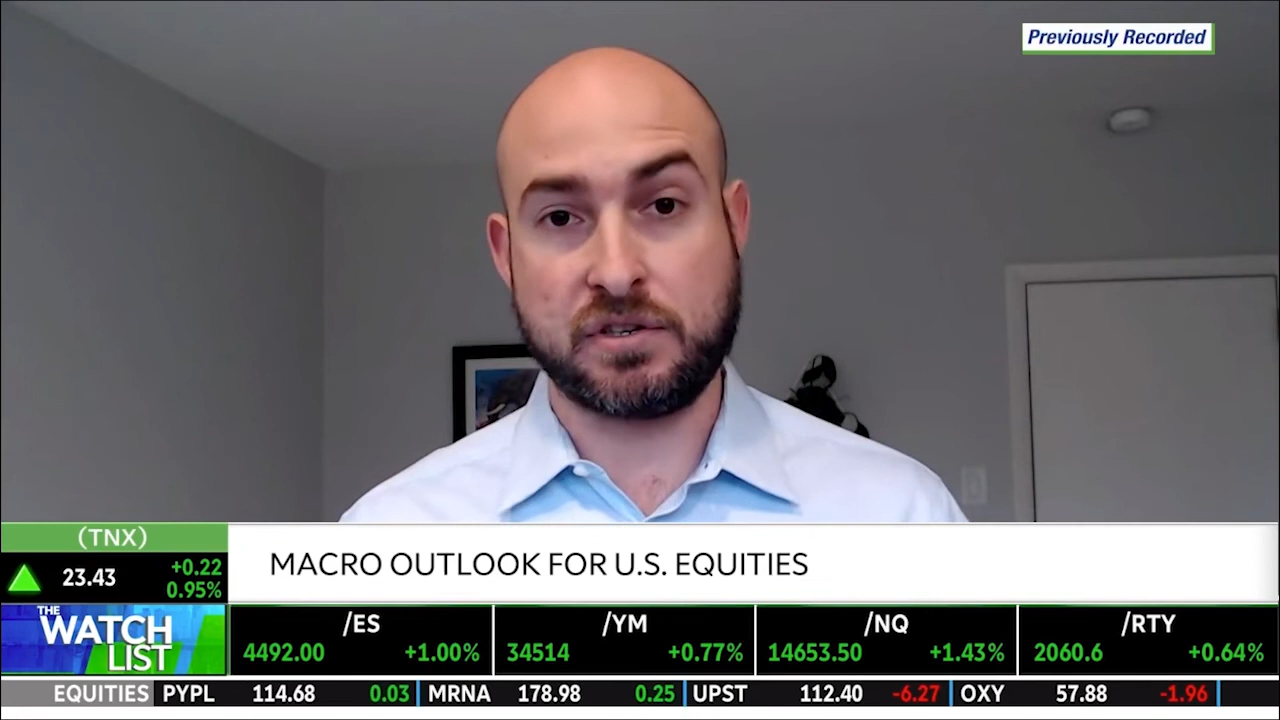 Previously Recorded
(TNX)
23.43 +0.22 0.95%
MACRO OUTLOOK FOR U.S. EQUITIES
THE WATCH LIST
/ES
4492.00 +1.00%
/YM
34514 +0.77%
/NQ
14653.50 +1.43%
/RTY
2060.6 +0.64%
EQUITIES PYPL 114.68 0.03 MRNA 178.98 0.25 UPST 112.40 -6.27 OXY 57.88 -1.96